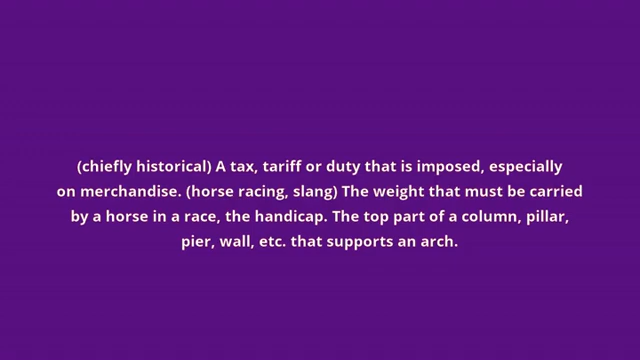 (chiefly historical) A tax, tariff or duty that is imposed, especially
on merchandise. (horse racing, slang) The weight that must be carried
by a horse in a race, the handicap. The top part of a column, pillar,
pier, wall, etc. that supports an arch.